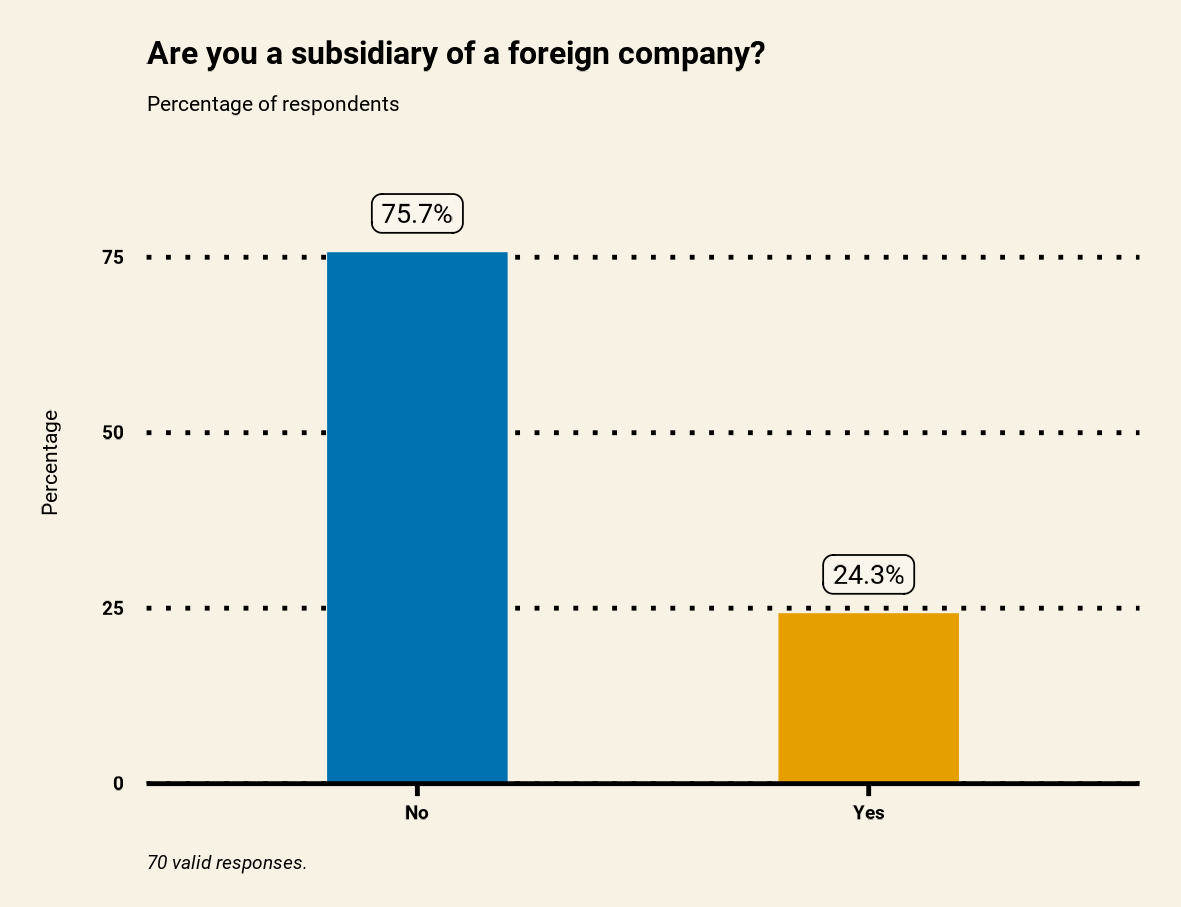 Are you a subsidiary of a foreign company?
Percentage of respondents
75.7%
75
Percentage
50
24.3%
25
0
No
Yes
70 valid responses.